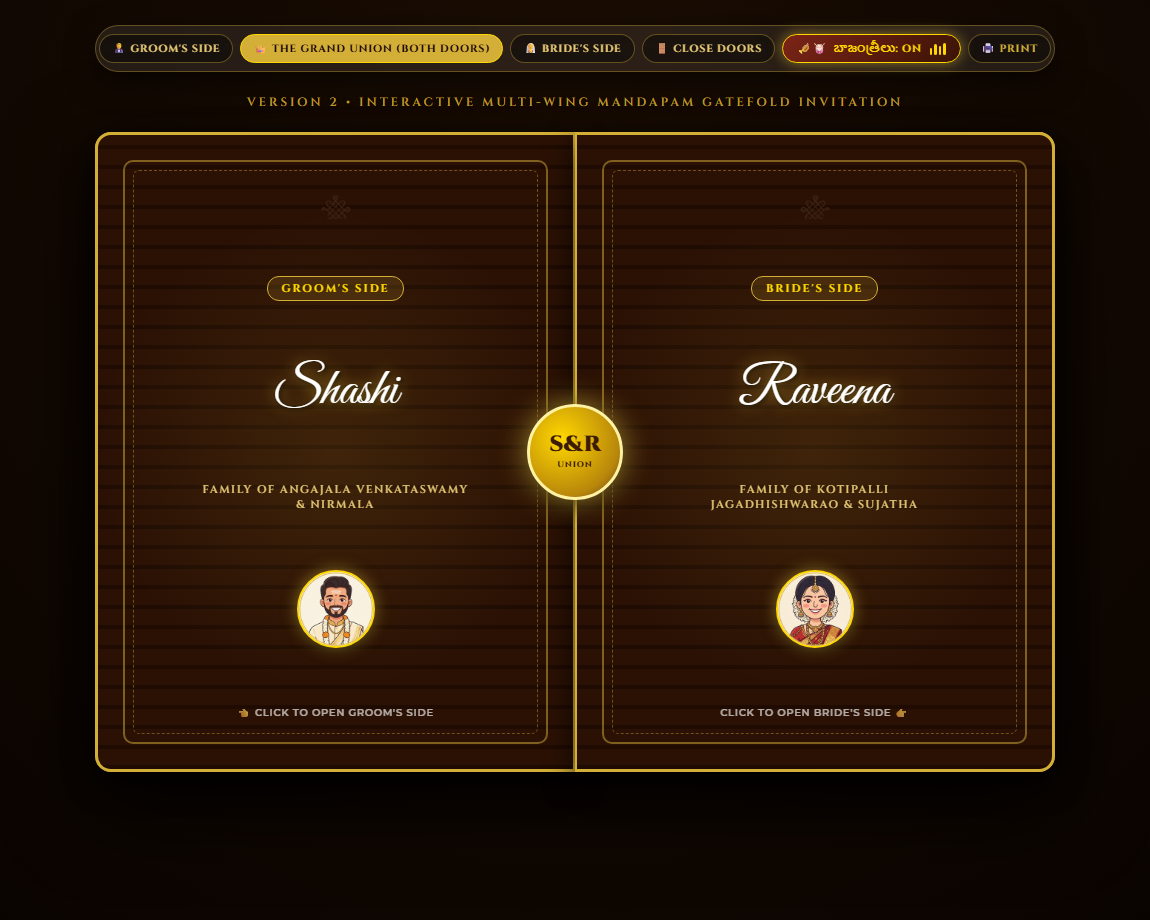 GROOM'S SIDE
THE GRAND UNION (BOTH DOORS)
BRIDE'S SIDE
CLOSE DOORS
బాజంత్రీలు: ON
PRINT
VERSION 2 • INTERACTIVE MULTI-WING MANDAPAM GATEFOLD INVITATION
GROOM'S SIDE
Shashi
FAMILY OF ANGAJALA VENKATASWAMY
& NIRMALA
CLICK TO OPEN GROOM'S SIDE
S&R
UNION
BRIDE'S SIDE
Raveena
FAMILY OF KOTIPALLI
JAGADHISHWARAO & SUJATHA
CLICK TO OPEN BRIDE'S SIDE